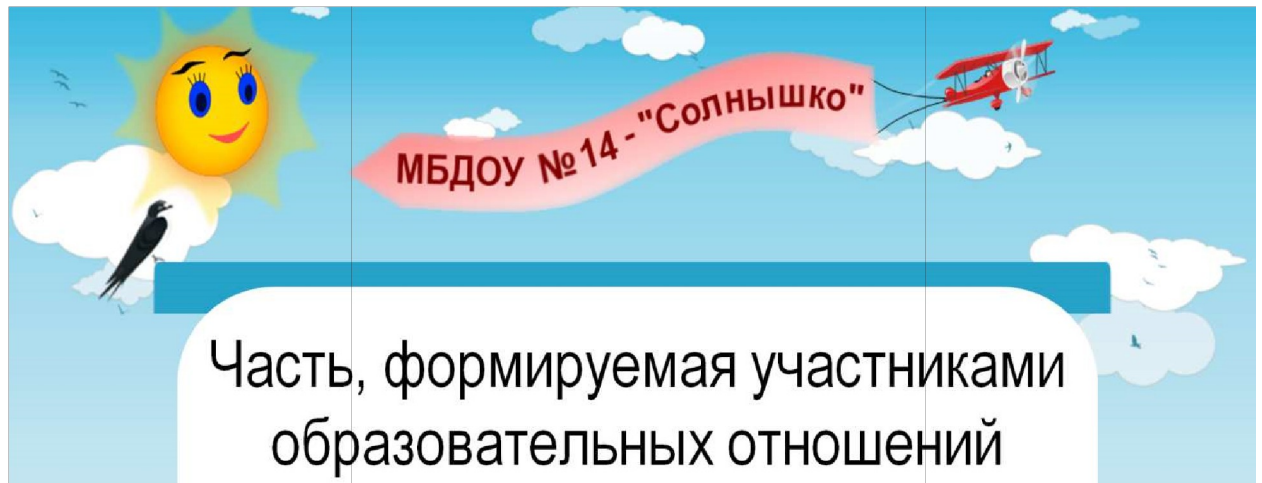 МБДОУ №14 - "Солнышко"
Часть, формируемая участниками
образовательных отношений